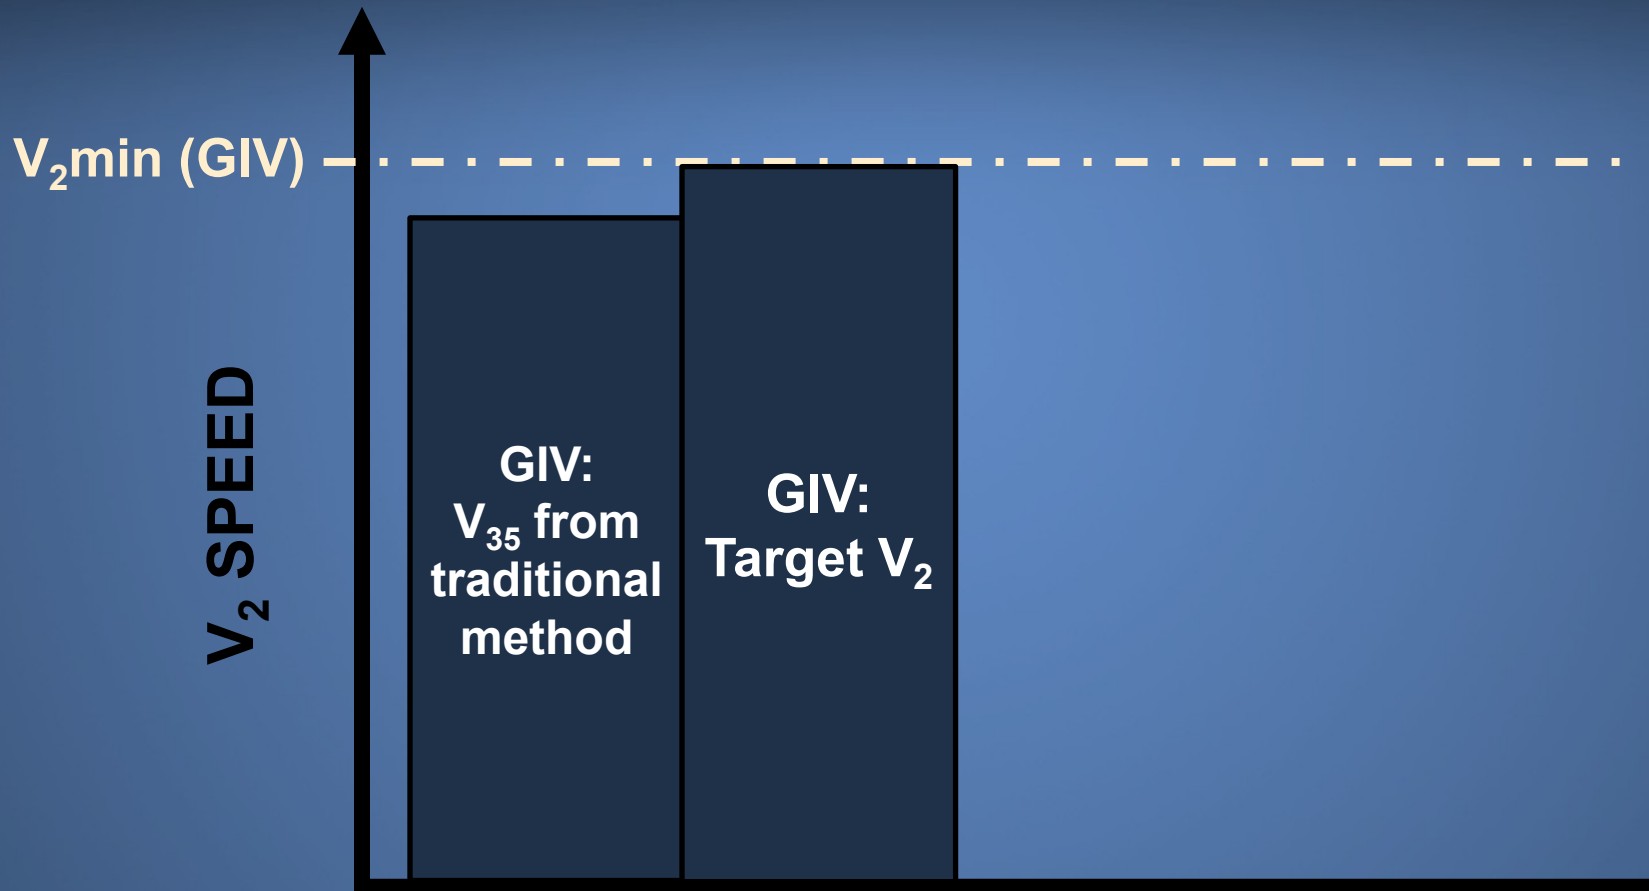 V₂min (GIV)
V₂ SPEED
GIV:
V₃₅ from
traditional
method
GIV:
Target V₂